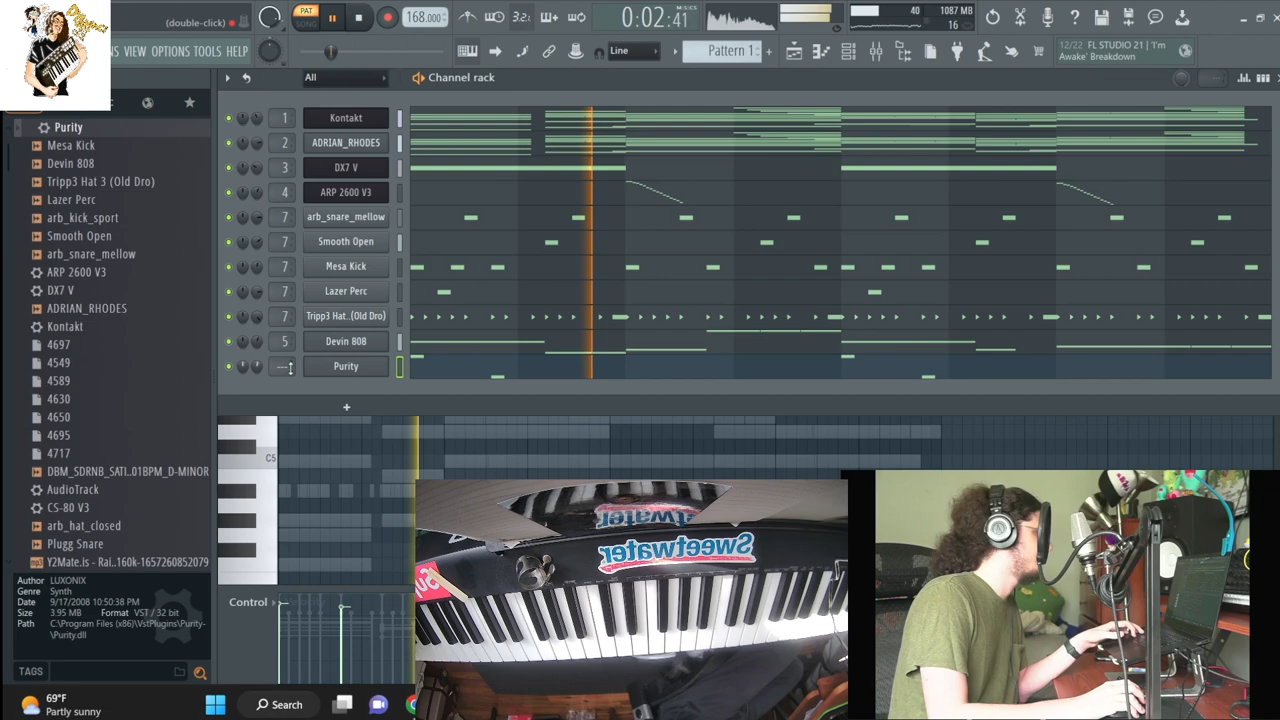 (double-click)
PAT
SONG
168.000
3.2:
0:02:41
M:S:CS
40
1087 MB
16
VIEW OPTIONS TOOLS HELP
Line
Pattern 1
12/22 FL STUDIO 21 | 'I'm
Awake' Breakdown
All
Channel rack
Purity
Mesa Kick
Devin 808
Tripp3 Hat 3 (Old Dro)
Lazer Perc
arb_kick_sport
Smooth Open
arb_snare_mellow
ARP 2600 V3
DX7 V
ADRIAN_RHODES
Kontakt
4697
4549
4589
4630
4650
4695
4717
DBM_SDRNB_SATI..01BPM_D-MINOR
AudioTrack
CS-80 V3
arb_hat_closed
Plugg Snare
Y2Mate.is - Rai..160k-1657260852079
1 Kontakt
2 ADRIAN_RHODES
3 DX7 V
4 ARP 2600 V3
7 arb_snare_mellow
7 Smooth Open
7 Mesa Kick
7 Lazer Perc
7 Tripp3 Hat..(Old Dro)
5 Devin 808
--- Purity
+
C5
Control
Author LUXONIX
Genre Synth
Date 9/17/2008 10:50:38 PM
Size 3.95 MB Format VST / 32 bit
Path C:\Program Files (x86)\VstPlugins\Purity-
\Purity.dll
TAGS
Sweetwater
69°F
Partly sunny
Search